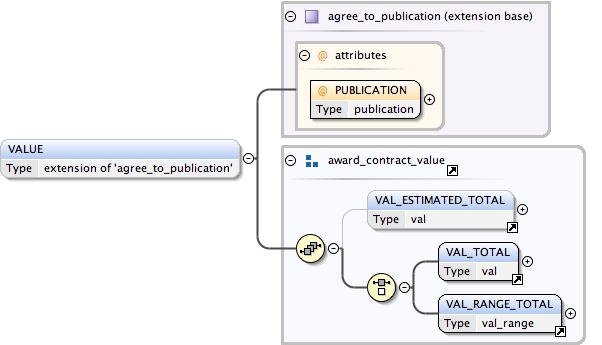 agree_to_publication (extension base)
@ attributes
@ PUBLICATION
Type publication
VALUE
Type extension of 'agree_to_publication'
award_contract_value
VAL_ESTIMATED_TOTAL
Type val
VAL_TOTAL
Type val
VAL_RANGE_TOTAL
Type val_range